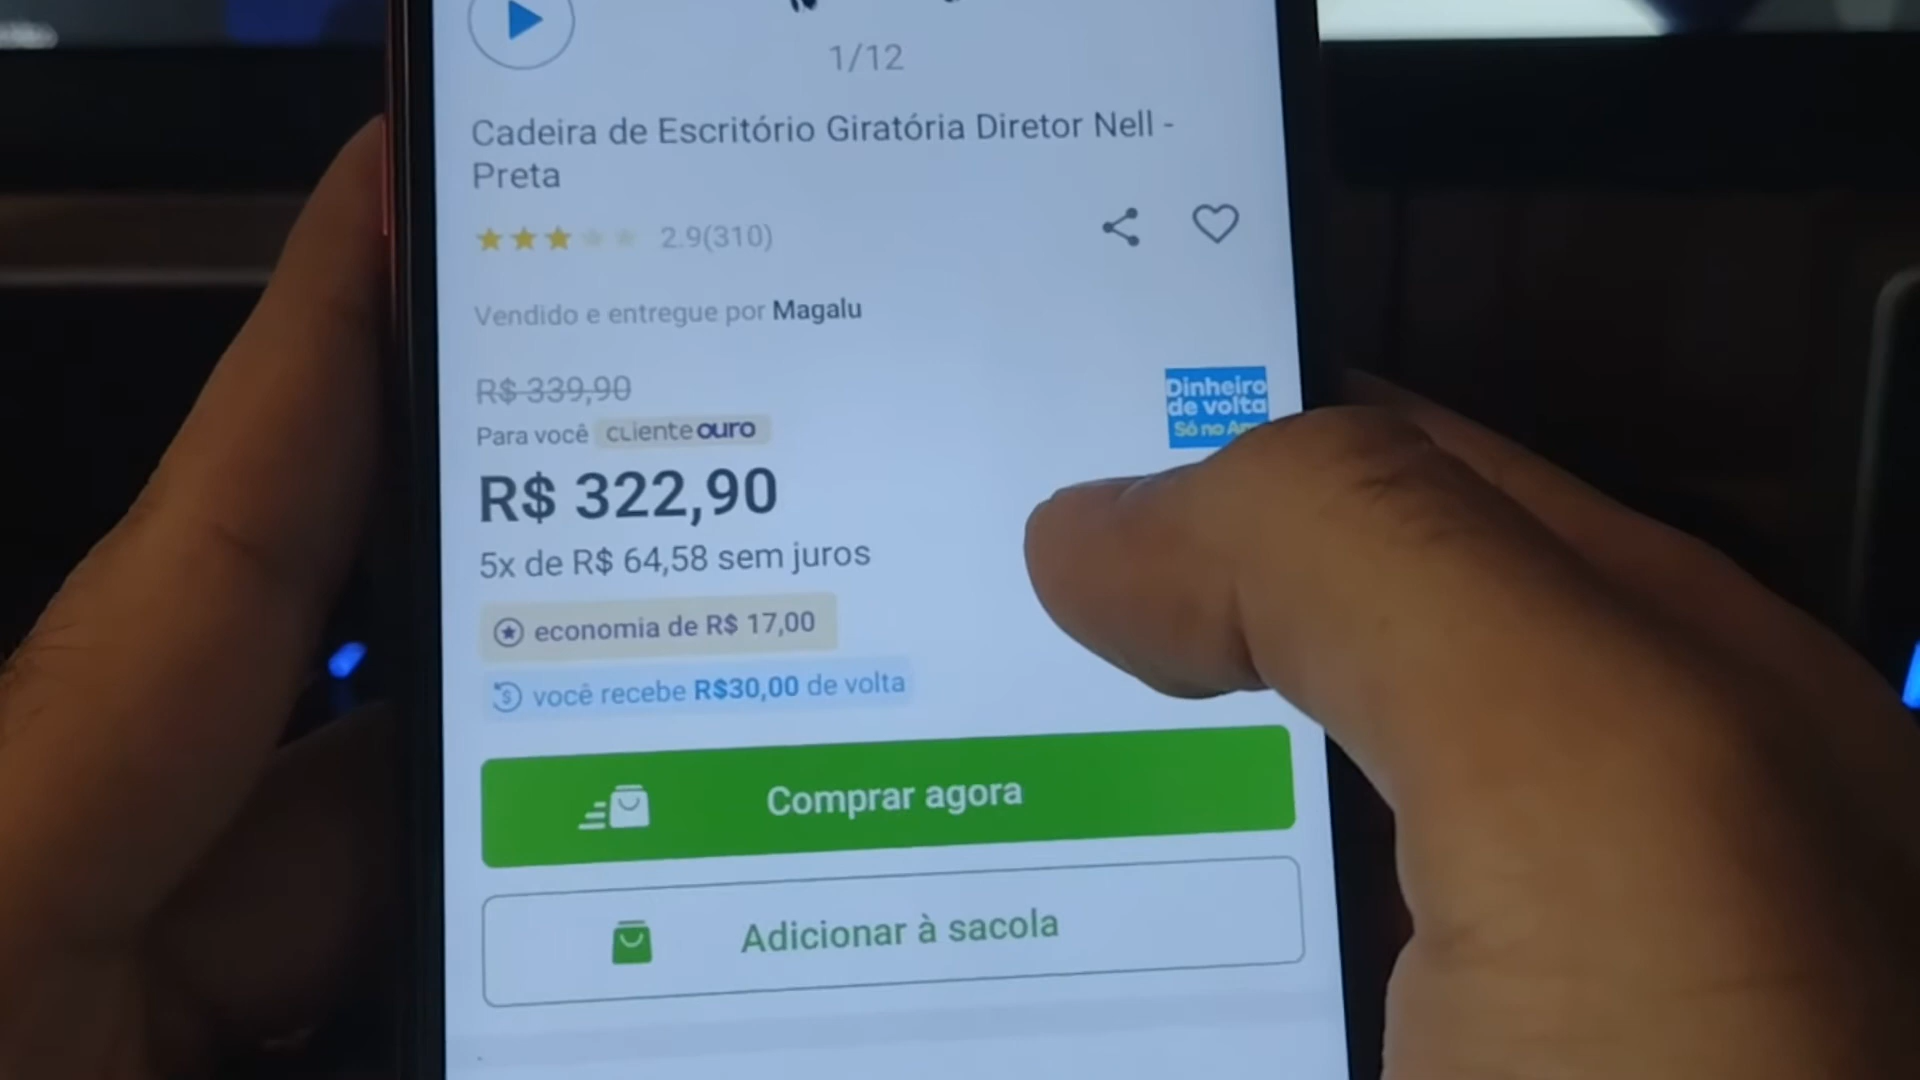 1/12
Cadeira de Escritório Giratória Diretor Nell -
Preta
2.9(310)
Vendido e entregue por Magalu
R$ 339,90
Dinheiro
de volta
Só no
Para você cliente ouro
R$ 322,90
5x de R$ 64,58 sem juros
economia de R$ 17,00
você recebe R$30,00 de volta
Comprar agora
Adicionar à sacola